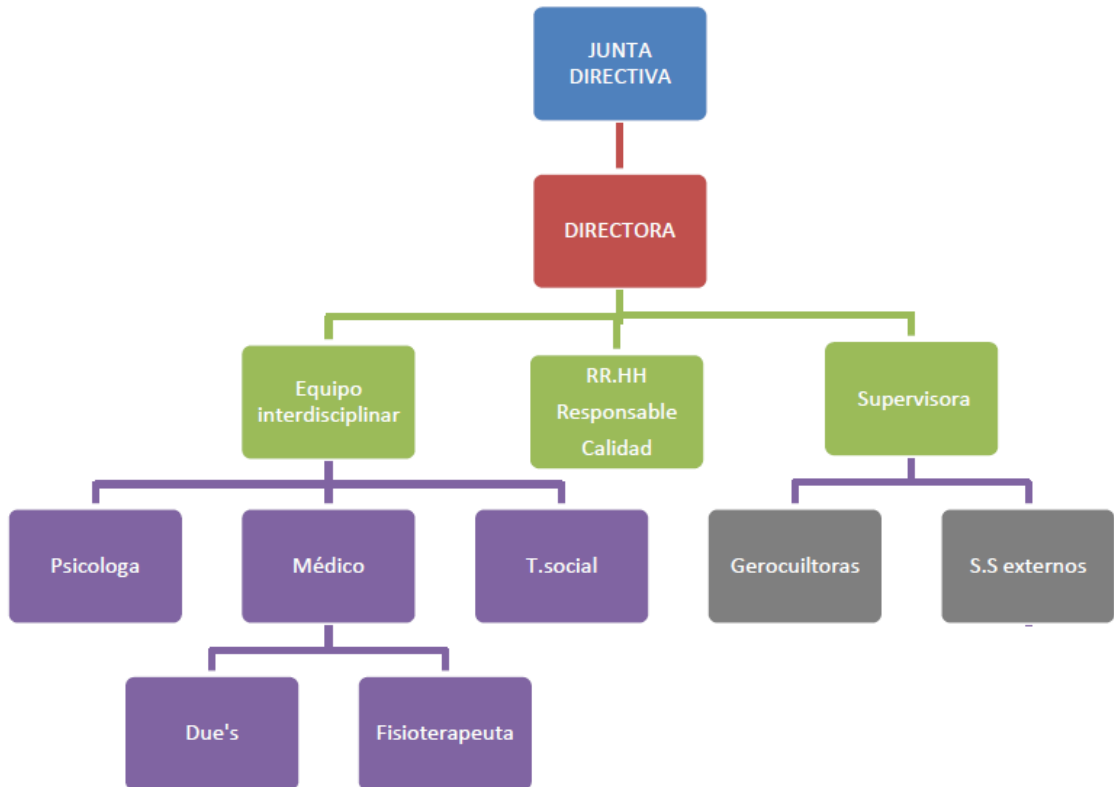 JUNTA
DIRECTIVA
DIRECTORA
Equipo
interdisciplinar
RR.HH
Responsable
Calidad
Supervisora
Psicologa
Médico
T.social
Gerocuiltoras
S.S externos
Due's
Fisioterapeuta